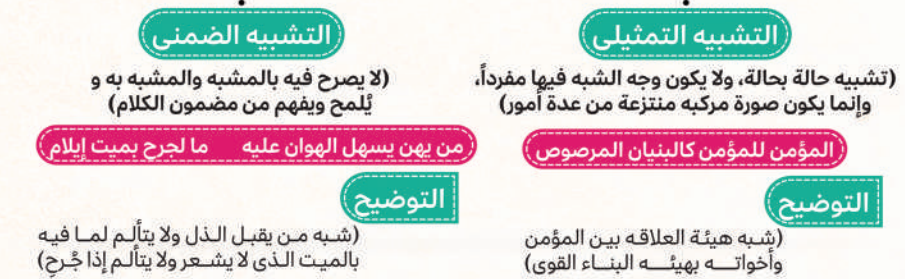 التشبيه التمثيلي
(تشبيه حالة بحالة، ولا يكون وجه الشبه فيها مفرداً،
وإنما يكون صورة مركبه منتزعة من عدة أمور)
(المؤمن للمؤمن كالبنيان المرصوص)
التوضيح
(شبه هيئة العلاقه بين المؤمن
وأخواته بهيئه البناء القوى)
التشبيه الضمنى
(لا يصرح فيه بالمشبه والمشبه به و
يُلمح ويفهم من مضمون الكلام)
(من يهن يسهل الهوان عليه ما لجرح بميت إيلام)
التوضيح
(شبه من يقبل الذل ولا يتألم لما فيه
بالميت الذى لا يشعر ولا يتألم إذا جُرح)